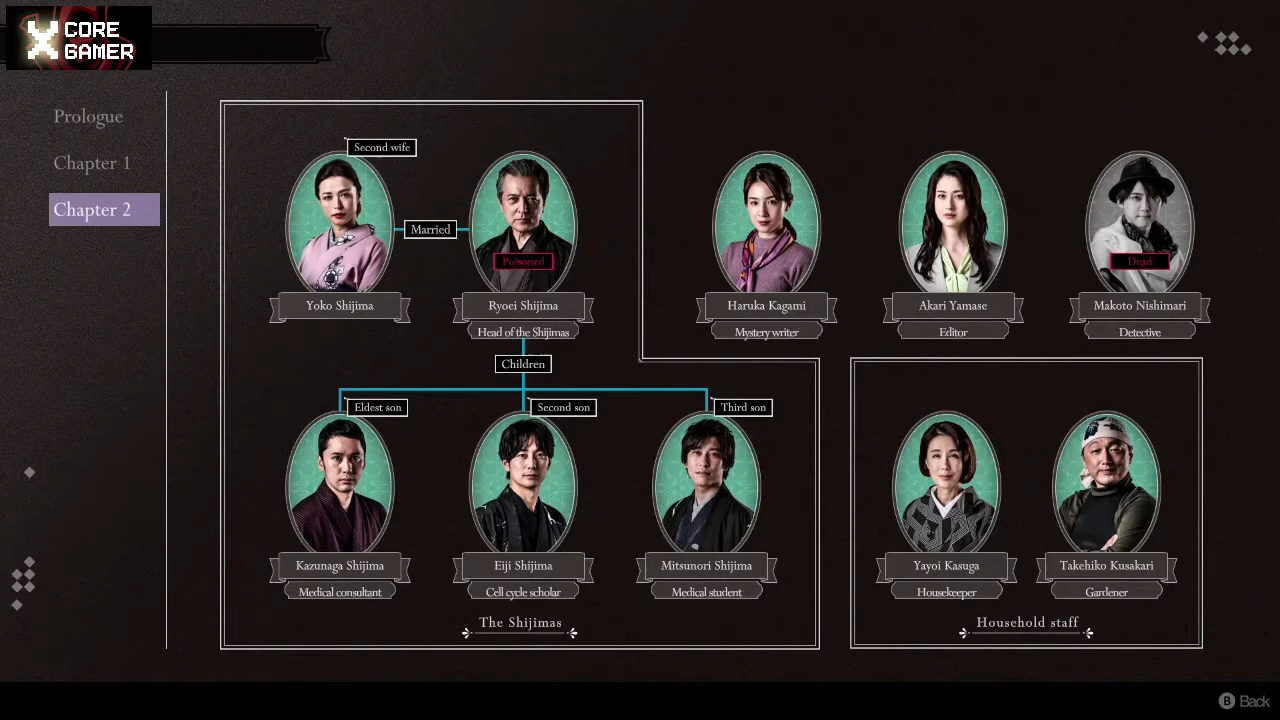 CORE
GAMER
Prologue
Chapter 1
Chapter 2
Second wife
Married
Poisoned
Dead
Yoko Shijima
Ryoei Shijima
Haruka Kagami
Akari Yamase
Makoto Nishimari
Head of the Shijimas
Mystery writer
Editor
Detective
Children
Eldest son
Second son
Third son
Kazunaga Shijima
Eiji Shijima
Mitsunori Shijima
Yayoi Kasuga
Takehiko Kusakari
Medical consultant
Cell cycle scholar
Medical student
Housekeeper
Gardener
The Shijimas
Household staff
B Back